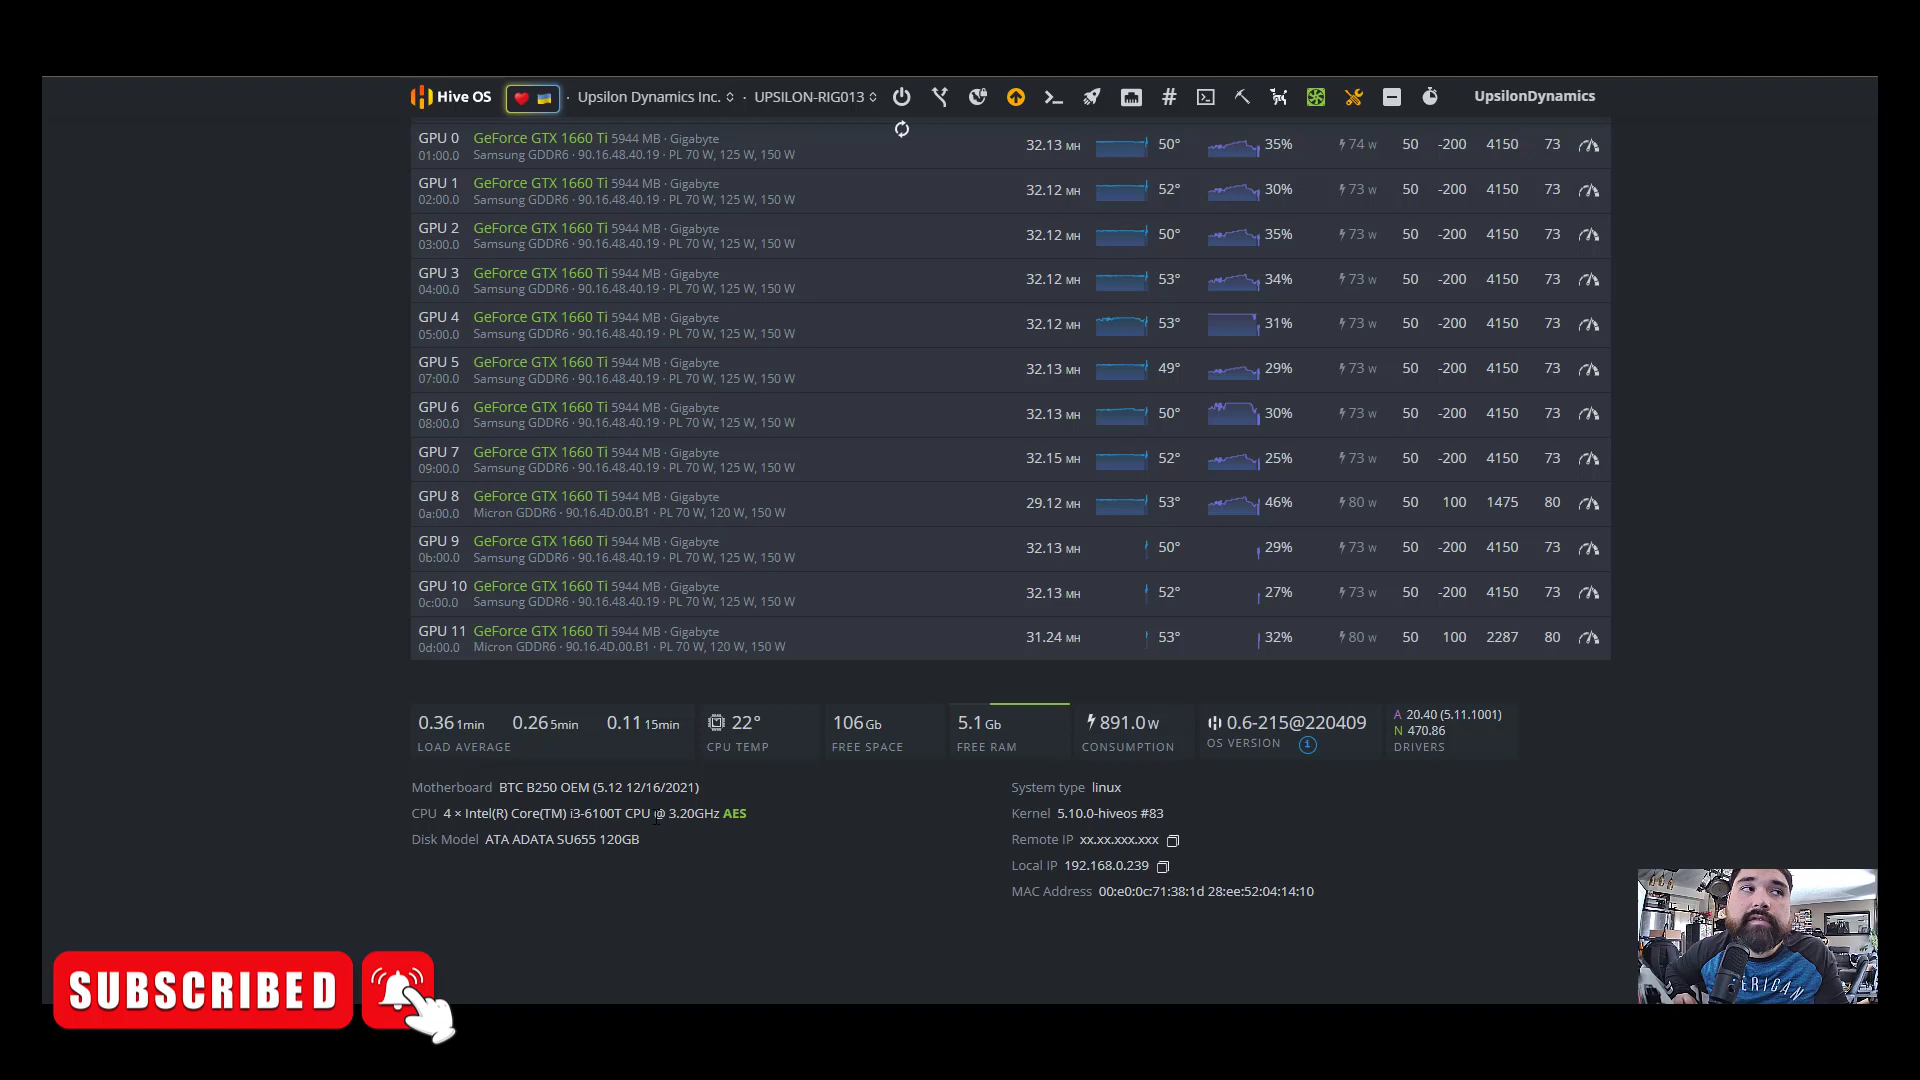 Hive OS · Upsilon Dynamics Inc. · UPSILON-RIG013 UpsilonDynamics
GPU 0 GeForce GTX 1660 Ti 5944 MB · Gigabyte 32.13 MH 50° 35% 74 W 50 -200 4150 73
01:00.0 Samsung GDDR6 · 90.16.48.40.19 · PL 70 W, 125 W, 150 W
GPU 1 GeForce GTX 1660 Ti 5944 MB · Gigabyte 32.12 MH 52° 30% 73 W 50 -200 4150 73
02:00.0 Samsung GDDR6 · 90.16.48.40.19 · PL 70 W, 125 W, 150 W
GPU 2 GeForce GTX 1660 Ti 5944 MB · Gigabyte 32.12 MH 50° 35% 73 W 50 -200 4150 73
03:00.0 Samsung GDDR6 · 90.16.48.40.19 · PL 70 W, 125 W, 150 W
GPU 3 GeForce GTX 1660 Ti 5944 MB · Gigabyte 32.12 MH 53° 34% 73 W 50 -200 4150 73
04:00.0 Samsung GDDR6 · 90.16.48.40.19 · PL 70 W, 125 W, 150 W
GPU 4 GeForce GTX 1660 Ti 5944 MB · Gigabyte 32.12 MH 53° 31% 73 W 50 -200 4150 73
05:00.0 Samsung GDDR6 · 90.16.48.40.19 · PL 70 W, 125 W, 150 W
GPU 5 GeForce GTX 1660 Ti 5944 MB · Gigabyte 32.13 MH 49° 29% 73 W 50 -200 4150 73
07:00.0 Samsung GDDR6 · 90.16.48.40.19 · PL 70 W, 125 W, 150 W
GPU 6 GeForce GTX 1660 Ti 5944 MB · Gigabyte 32.13 MH 50° 30% 73 W 50 -200 4150 73
08:00.0 Samsung GDDR6 · 90.16.48.40.19 · PL 70 W, 125 W, 150 W
GPU 7 GeForce GTX 1660 Ti 5944 MB · Gigabyte 32.15 MH 52° 25% 73 W 50 -200 4150 73
09:00.0 Samsung GDDR6 · 90.16.48.40.19 · PL 70 W, 125 W, 150 W
GPU 8 GeForce GTX 1660 Ti 5944 MB · Gigabyte 29.12 MH 53° 46% 80 W 50 100 1475 80
0a:00.0 Micron GDDR6 · 90.16.4D.00.B1 · PL 70 W, 120 W, 150 W
GPU 9 GeForce GTX 1660 Ti 5944 MB · Gigabyte 32.13 MH 50° 29% 73 W 50 -200 4150 73
0b:00.0 Samsung GDDR6 · 90.16.48.40.19 · PL 70 W, 125 W, 150 W
GPU 10 GeForce GTX 1660 Ti 5944 MB · Gigabyte 32.13 MH 52° 27% 73 W 50 -200 4150 73
0c:00.0 Samsung GDDR6 · 90.16.48.40.19 · PL 70 W, 125 W, 150 W
GPU 11 GeForce GTX 1660 Ti 5944 MB · Gigabyte 31.24 MH 53° 32% 80 W 50 100 2287 80
0d:00.0 Micron GDDR6 · 90.16.4D.00.B1 · PL 70 W, 120 W, 150 W
0.36 1min 0.26 5min 0.11 15min 22° 106 Gb 5.1 Gb 891.0 W 0.6-215@220409 A 20.40 (5.11.1001)
N 470.86
LOAD AVERAGE CPU TEMP FREE SPACE FREE RAM CONSUMPTION OS VERSION DRIVERS
Motherboard BTC B250 OEM (5.12 12/16/2021)
CPU 4 × Intel(R) Core(TM) i3-6100T CPU @ 3.20GHz AES
Disk Model ATA ADATA SU655 120GB
System type linux
Kernel 5.10.0-hiveos #83
Remote IP xx.xx.xxx.xxx
Local IP 192.168.0.239
MAC Address 00:e0:0c:71:38:1d 28:ee:52:04:14:10
SUBSCRIBED
ERICAN